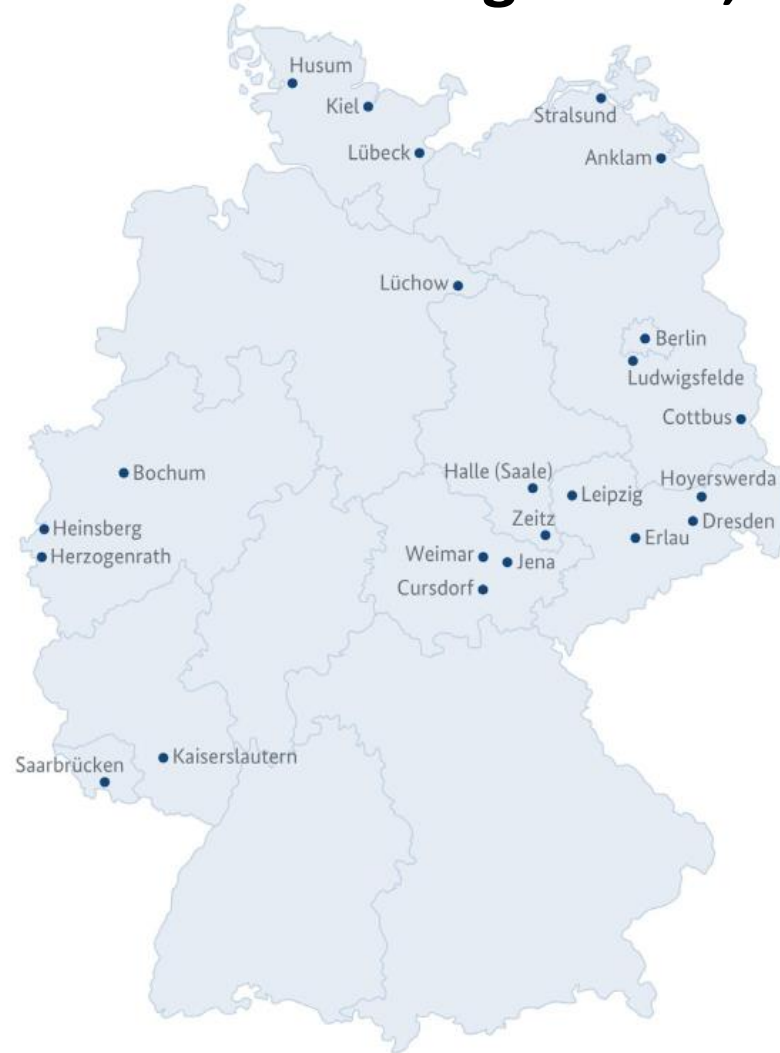 Husum
Kiel
Stralsund
Lübeck
Anklam
Lüchow
Berlin
Ludwigsfelde
Cottbus
Bochum
Halle (Saale)
Leipzig
Hoyerswerda
Zeitz
Dresden
Heinsberg
Erlau
Herzogenrath
Weimar
Jena
Cursdorf
Kaiserslautern
Saarbrücken